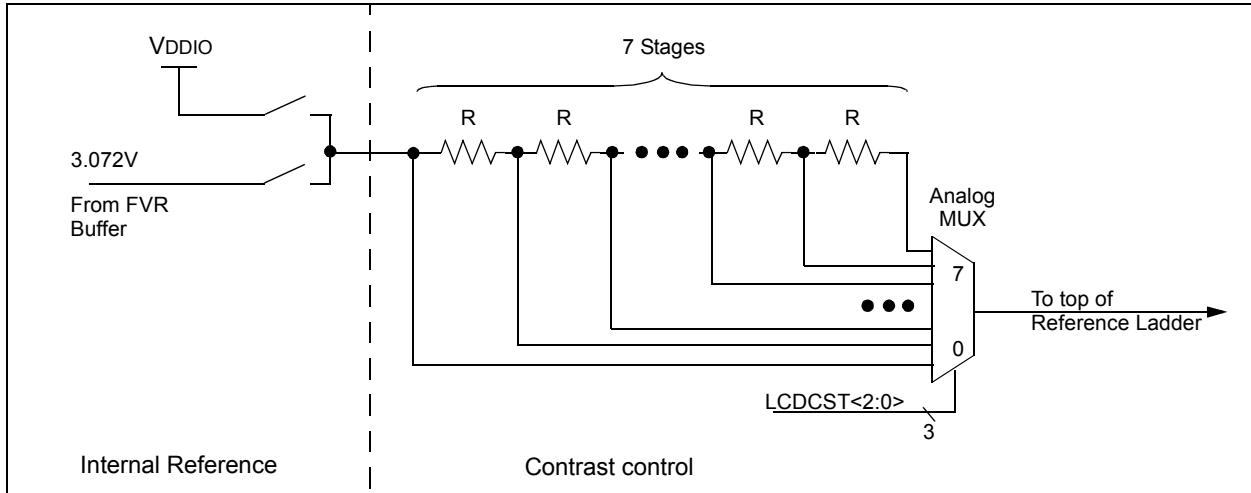 VDDIO
7 Stages
R
R
R
R
3.072V
From FVR
Buffer
Analog
MUX
7
0
To top of
Reference Ladder
LCDCST<2:0>
3
Internal Reference
Contrast control